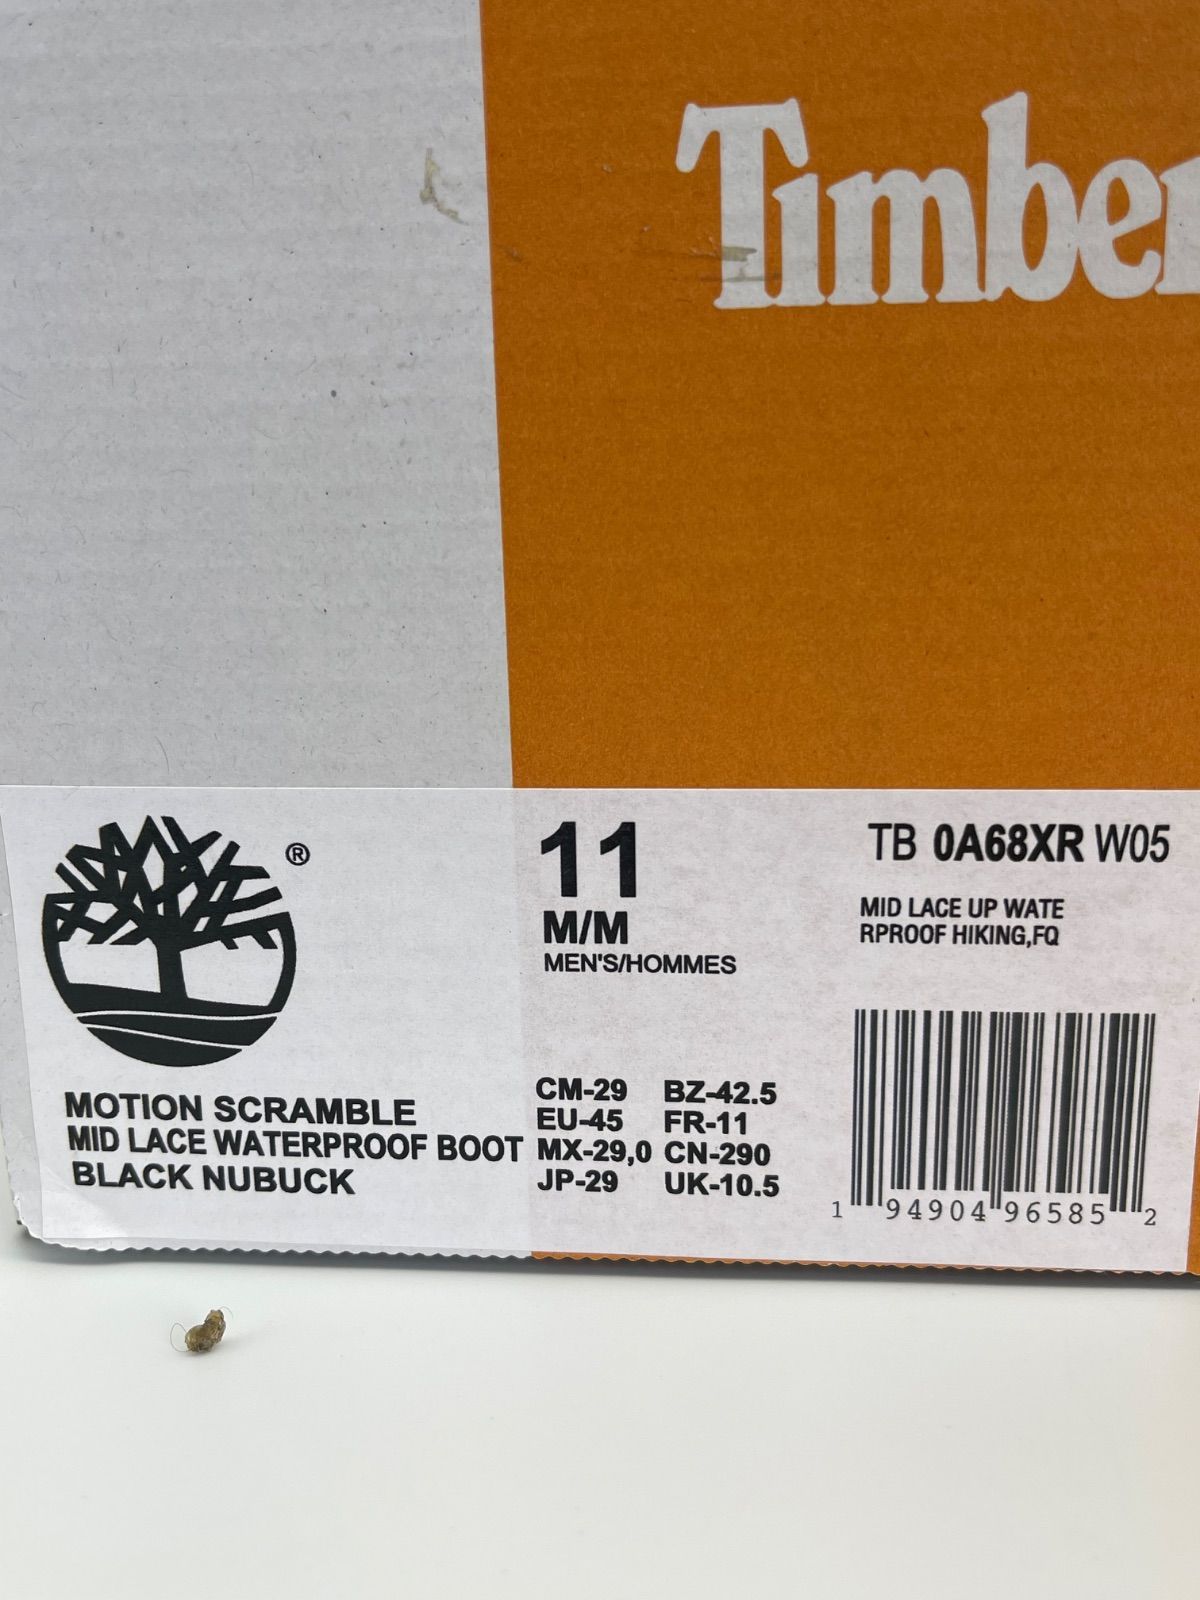 Timber
®
11
M/M
MEN'S/HOMMES
TB 0A68XR W05
MID LACE UP WATE
RPROOF HIKING,FQ
MOTION SCRAMBLE
MID LACE WATERPROOF BOOT
BLACK NUBUCK
CM-29 BZ-42.5
EU-45 FR-11
MX-29,0 CN-290
JP-29 UK-10.5
1 94904 96585 2